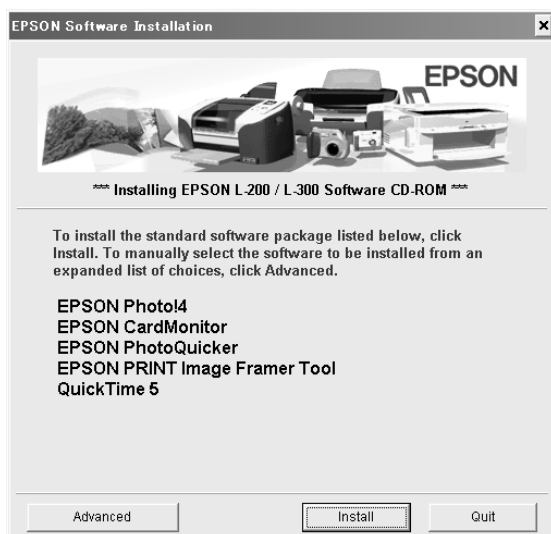 EPSON Software Installation
EPSON
*** Installing EPSON L-200 / L-300 Software CD-ROM ***
To install the standard software package listed below, click
Install. To manually select the software to be installed from an
expanded list of choices, click Advanced.
EPSON Photo!4
EPSON CardMonitor
EPSON PhotoQuicker
EPSON PRINT Image Framer Tool
QuickTime 5
Advanced
Install
Quit